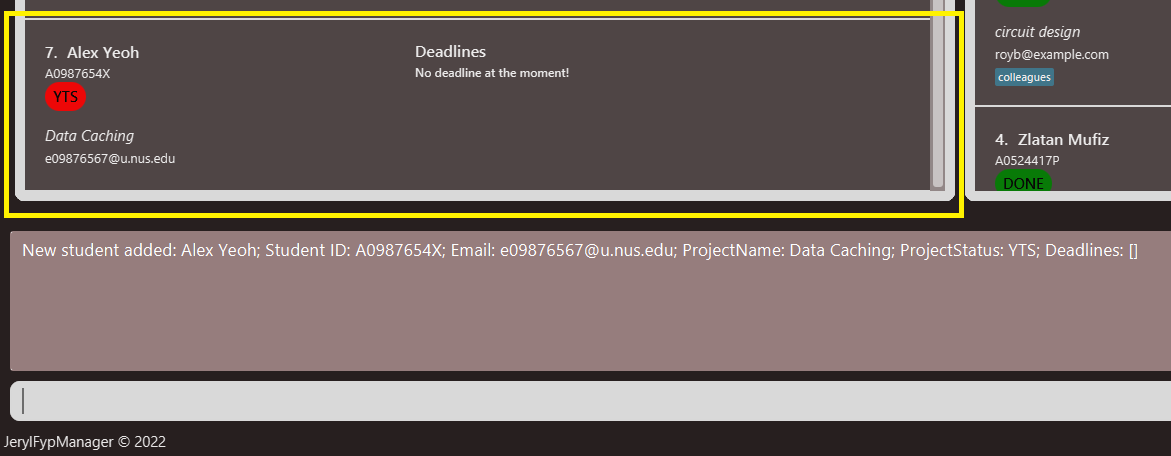 7. Alex Yeoh
A0987654X
YTS
Data Caching
e09876567@u.nus.edu
Deadlines
No deadline at the moment!
circuit design
royb@example.com
colleagues
4. Zlatan Mufiz
A0524417P
DONE
New student added: Alex Yeoh; Student ID: A0987654X; Email: e09876567@u.nus.edu; ProjectName: Data Caching; ProjectStatus: YTS; Deadlines: []
JerylFypManager © 2022